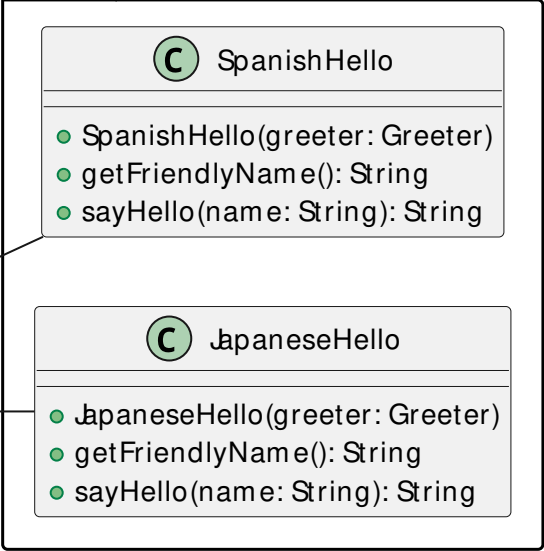 C SpanishHello
SpanishHello(greeter: Greeter)
getFriendlyName(): String
sayHello(name: String): String
C JapaneseHello
JapaneseHello(greeter: Greeter)
getFriendlyName(): String
sayHello(name: String): String